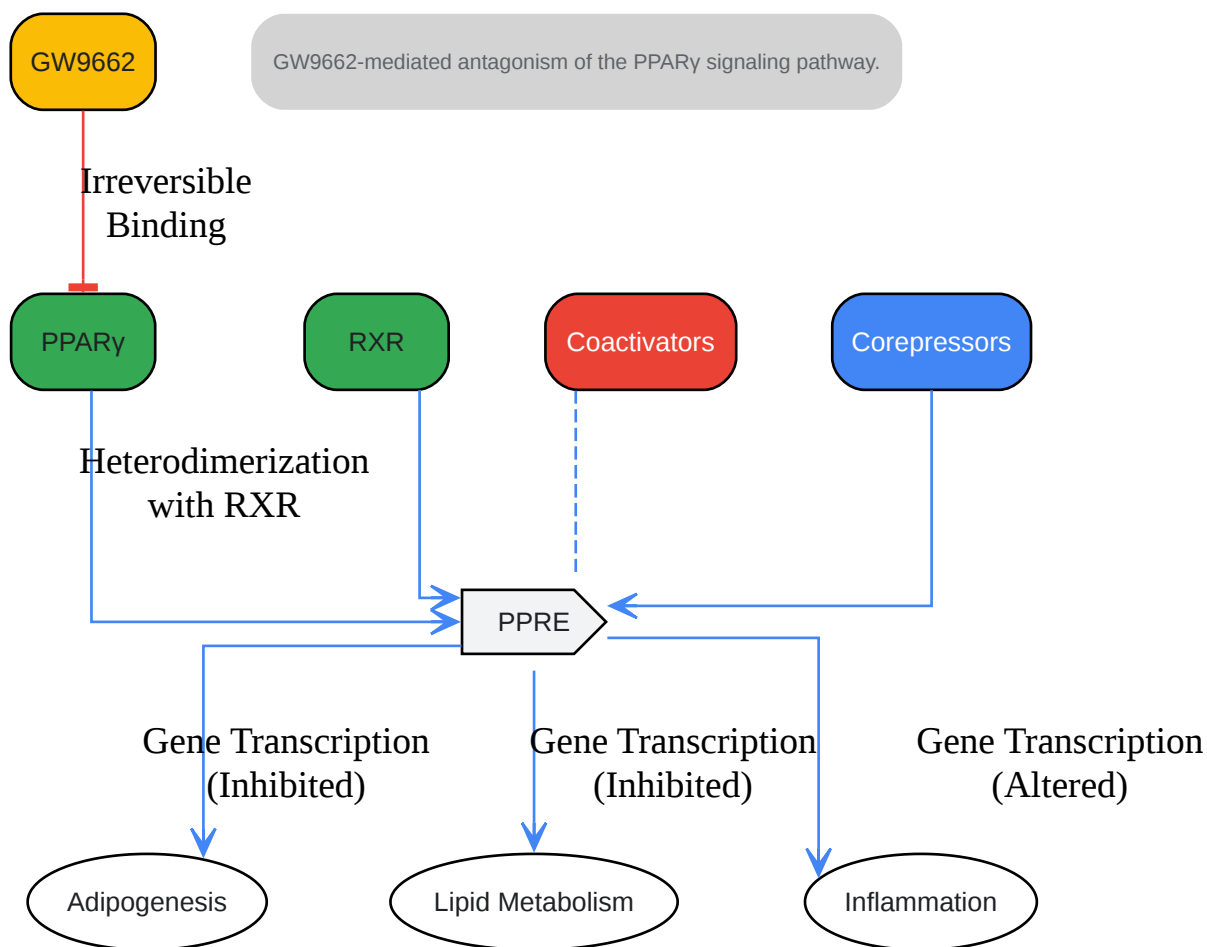 GW9662
GW9662-mediated antagonism of the PPARγ signaling pathway.
Irreversible
Binding
PPARγ
RXR
Coactivators
Corepressors
Heterodimerization
with RXR
PPRE
Gene Transcription
(Inhibited)
Gene Transcription
(Inhibited)
Gene Transcription
(Altered)
Adipogenesis
Lipid Metabolism
Inflammation